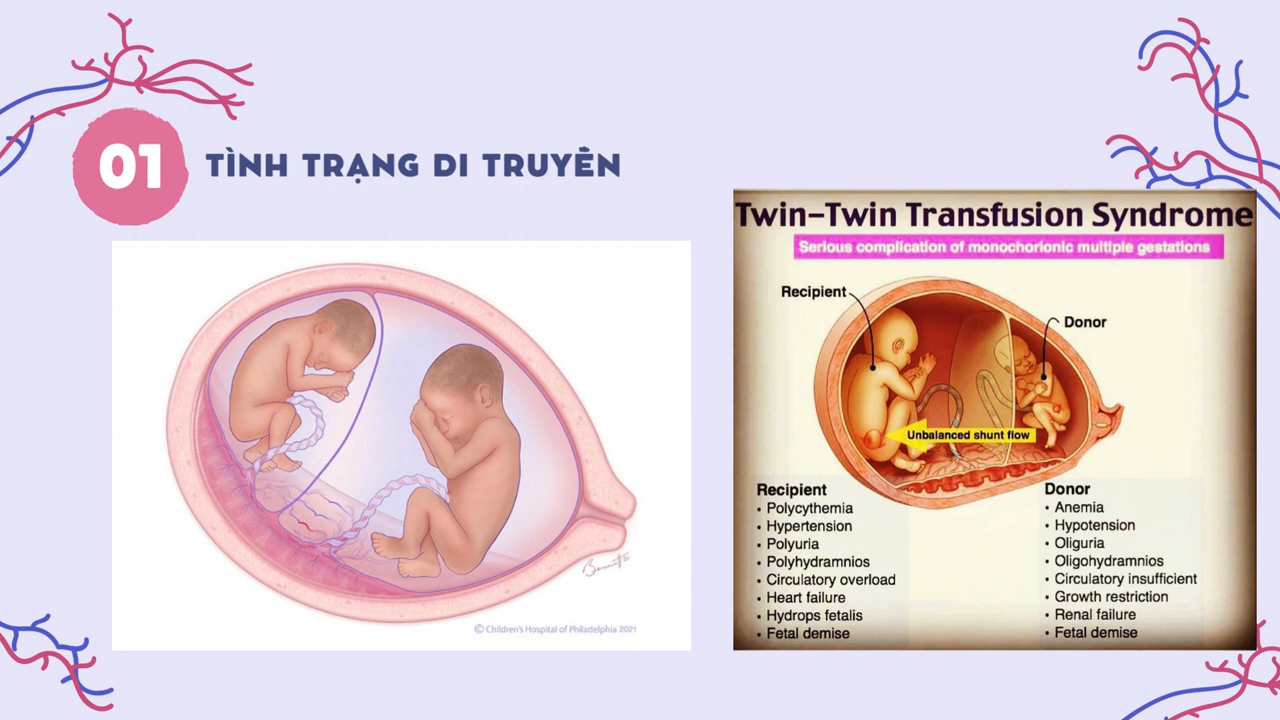 01
TÌNH TRẠNG DI TRUYỀN
© Children's Hospital of Philadelphia 2021
Twin–Twin Transfusion Syndrome
Serious complication of monochorionic multiple gestations
Recipient
Donor
Unbalanced shunt flow
Recipient
• Polycythemia
• Hypertension
• Polyuria
• Polyhydramnios
• Circulatory overload
• Heart failure
• Hydrops fetalis
• Fetal demise
Donor
• Anemia
• Hypotension
• Oliguria
• Oligohydramnios
• Circulatory insufficient
• Growth restriction
• Renal failure
• Fetal demise